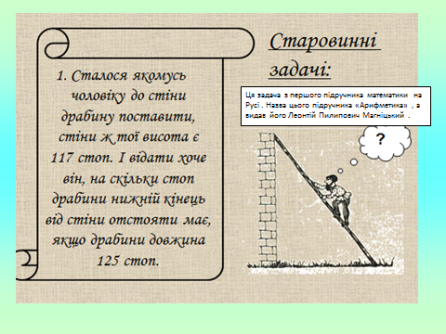 Старовинні
задачі:
1. Сталося якомусь
чоловіку до стіни
драбину поставити,
стіни ж тої висота є
117 стоп. І відати хоче
він, на скільки стоп
драбини нижній кінець
від стіни отстояти має,
якщо драбини довжина
125 стоп.
Ця задача з першого підручника математики на
Русі . Назва цього підручника «Арифметика» , а
видав його Леонтій Пилипович Магніцький .
?